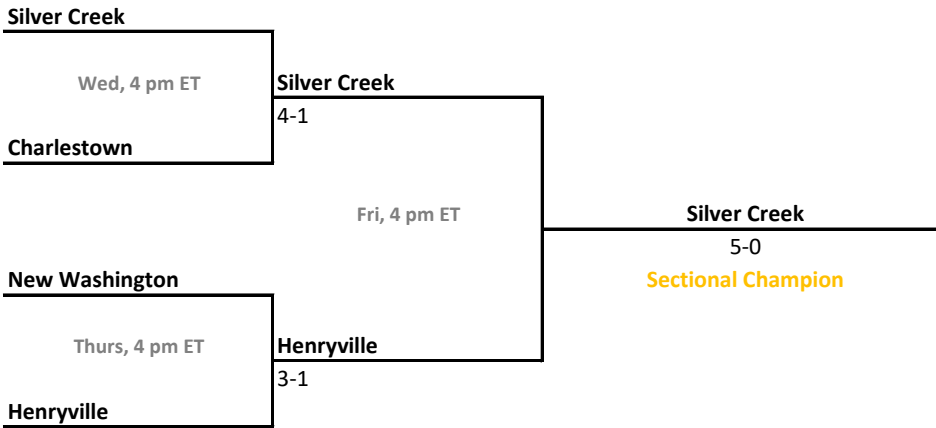 Silver Creek
Wed, 4 pm ET
Silver Creek
4-1
Charlestown
Fri, 4 pm ET
Silver Creek
5-0
New Washington
Sectional Champion
Thurs, 4 pm ET
Henryville
3-1
Henryville